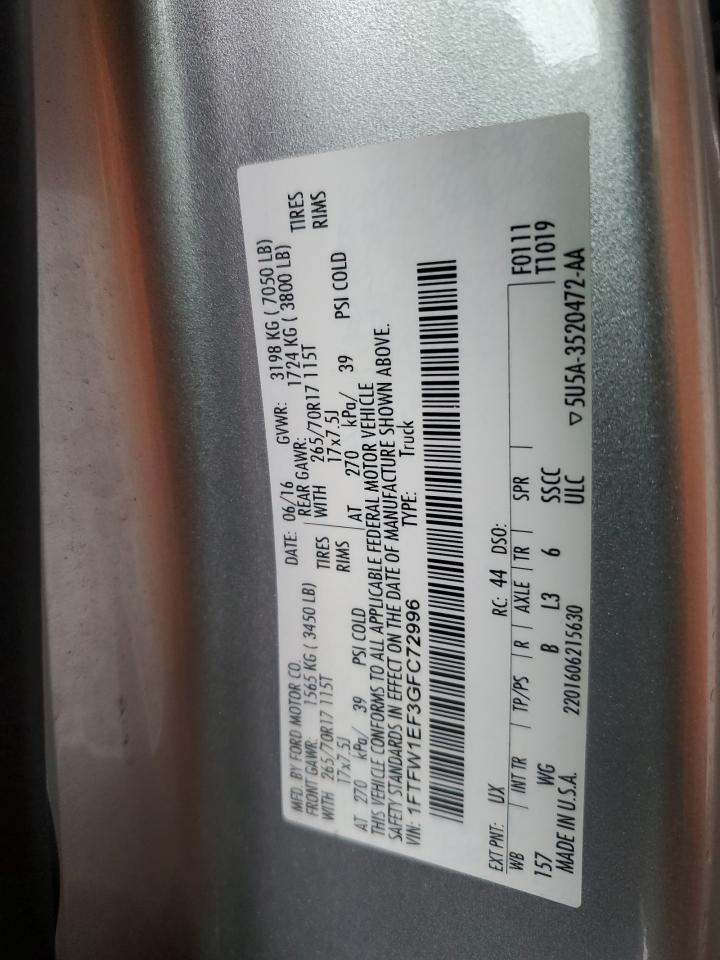 MFD. BY FORD MOTOR CO. DATE: 06/16 GVWR: 3198 KG ( 7050 LB)
FRONT GAWR: 1565 KG ( 3450 LB) REAR GAWR: 1724 KG ( 3800 LB)
WITH 265/70R17 115T TIRES WITH 265/70R17 115T TIRES
17x7.5J RIMS 17x7.5J RIMS
AT 270 kPa/ 39 PSI COLD AT 270 kPa/ 39 PSI COLD
THIS VEHICLE CONFORMS TO ALL APPLICABLE FEDERAL MOTOR VEHICLE
SAFETY STANDARDS IN EFFECT ON THE DATE OF MANUFACTURE SHOWN ABOVE.
VIN: 1FTFW1EF3GFC72996 TYPE: Truck
EXT PNT: UX RC: 44 DSO:
WB INT TR TP/PS R AXLE TR SPR F0111
157 WG B L3 6 SSCC T1019
MADE IN U.S.A. 2201606215630 ULC ▽ 5U5A-3520472-AA